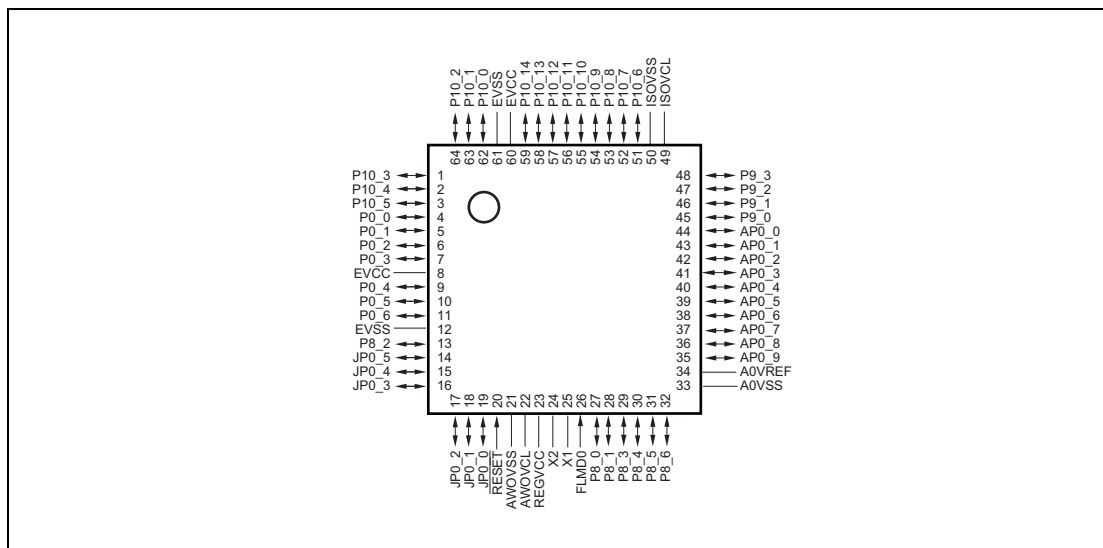 P10_2
P10_1
P10_0
EVSS
EVCC
P10_14
P10_13
P10_12
P10_11
P10_10
P10_9
P10_8
P10_7
P10_6
ISOVSS
ISOVCL
64
63
62
61
60
59
58
57
56
55
54
53
52
51
50
49
P10_3 1
P10_4 2
P10_5 3
P0_0 4
P0_1 5
P0_2 6
P0_3 7
EVCC 8
P0_4 9
P0_5 10
P0_6 11
EVSS 12
P8_2 13
JP0_5 14
JP0_4 15
JP0_3 16
48 P9_3
47 P9_2
46 P9_1
45 P9_0
44 AP0_0
43 AP0_1
42 AP0_2
41 AP0_3
40 AP0_4
39 AP0_5
38 AP0_6
37 AP0_7
36 AP0_8
35 AP0_9
34 A0VREF
33 A0VSS
17
18
19
20
21
22
23
24
25
26
27
28
29
30
31
32
JP0_2
JP0_1
JP0_0
RESET
AWOVSS
AWOVCL
REGVCC
X2
X1
FLMD0
P8_0
P8_1
P8_3
P8_4
P8_5
P8_6